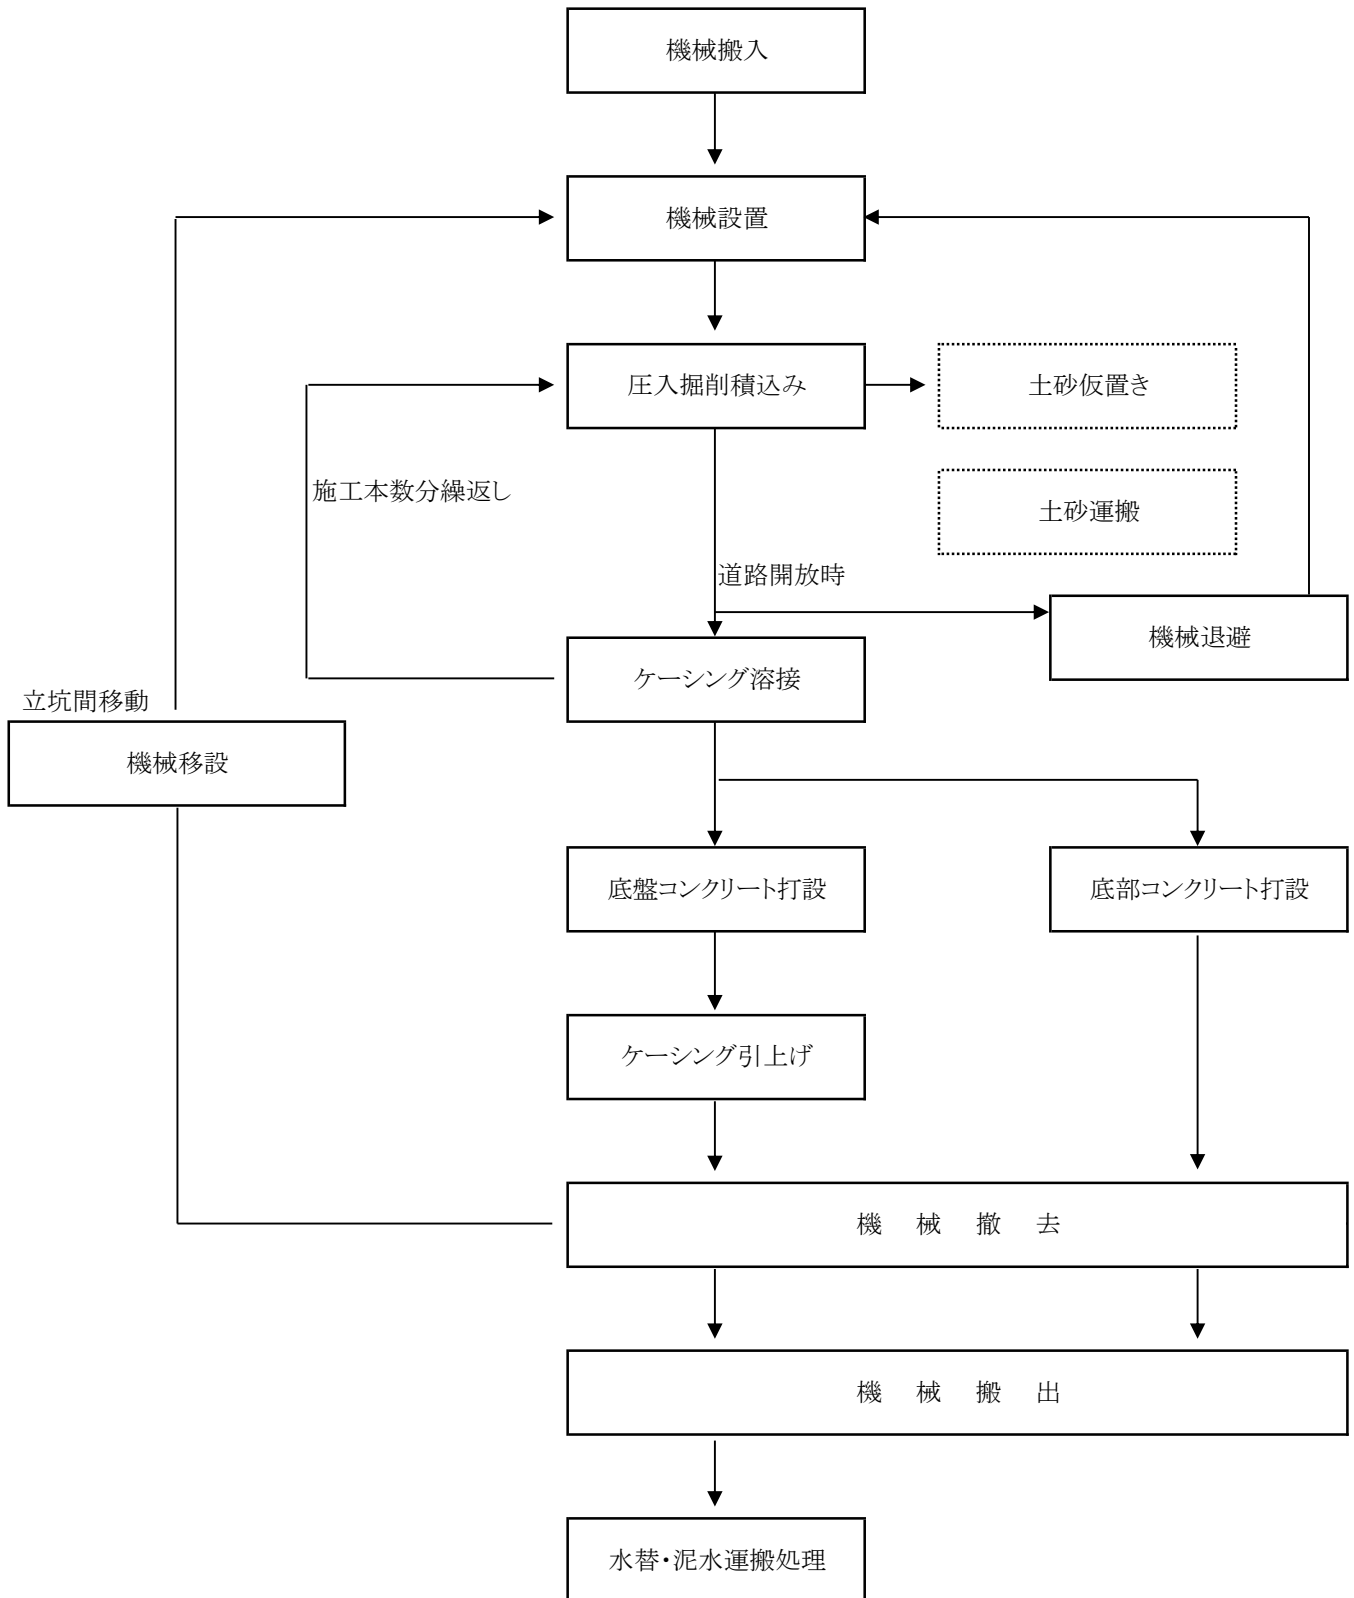 機械搬入
機械設置
圧入掘削積込み
土砂仮置き
施工本数分繰返し
土砂運搬
道路開放時
機械退避
ケーシング溶接
立坑間移動
機械移設
底盤コンクリート打設
底部コンクリート打設
ケーシング引上げ
機 械 撤 去
機 械 搬 出
水替・泥水運搬処理